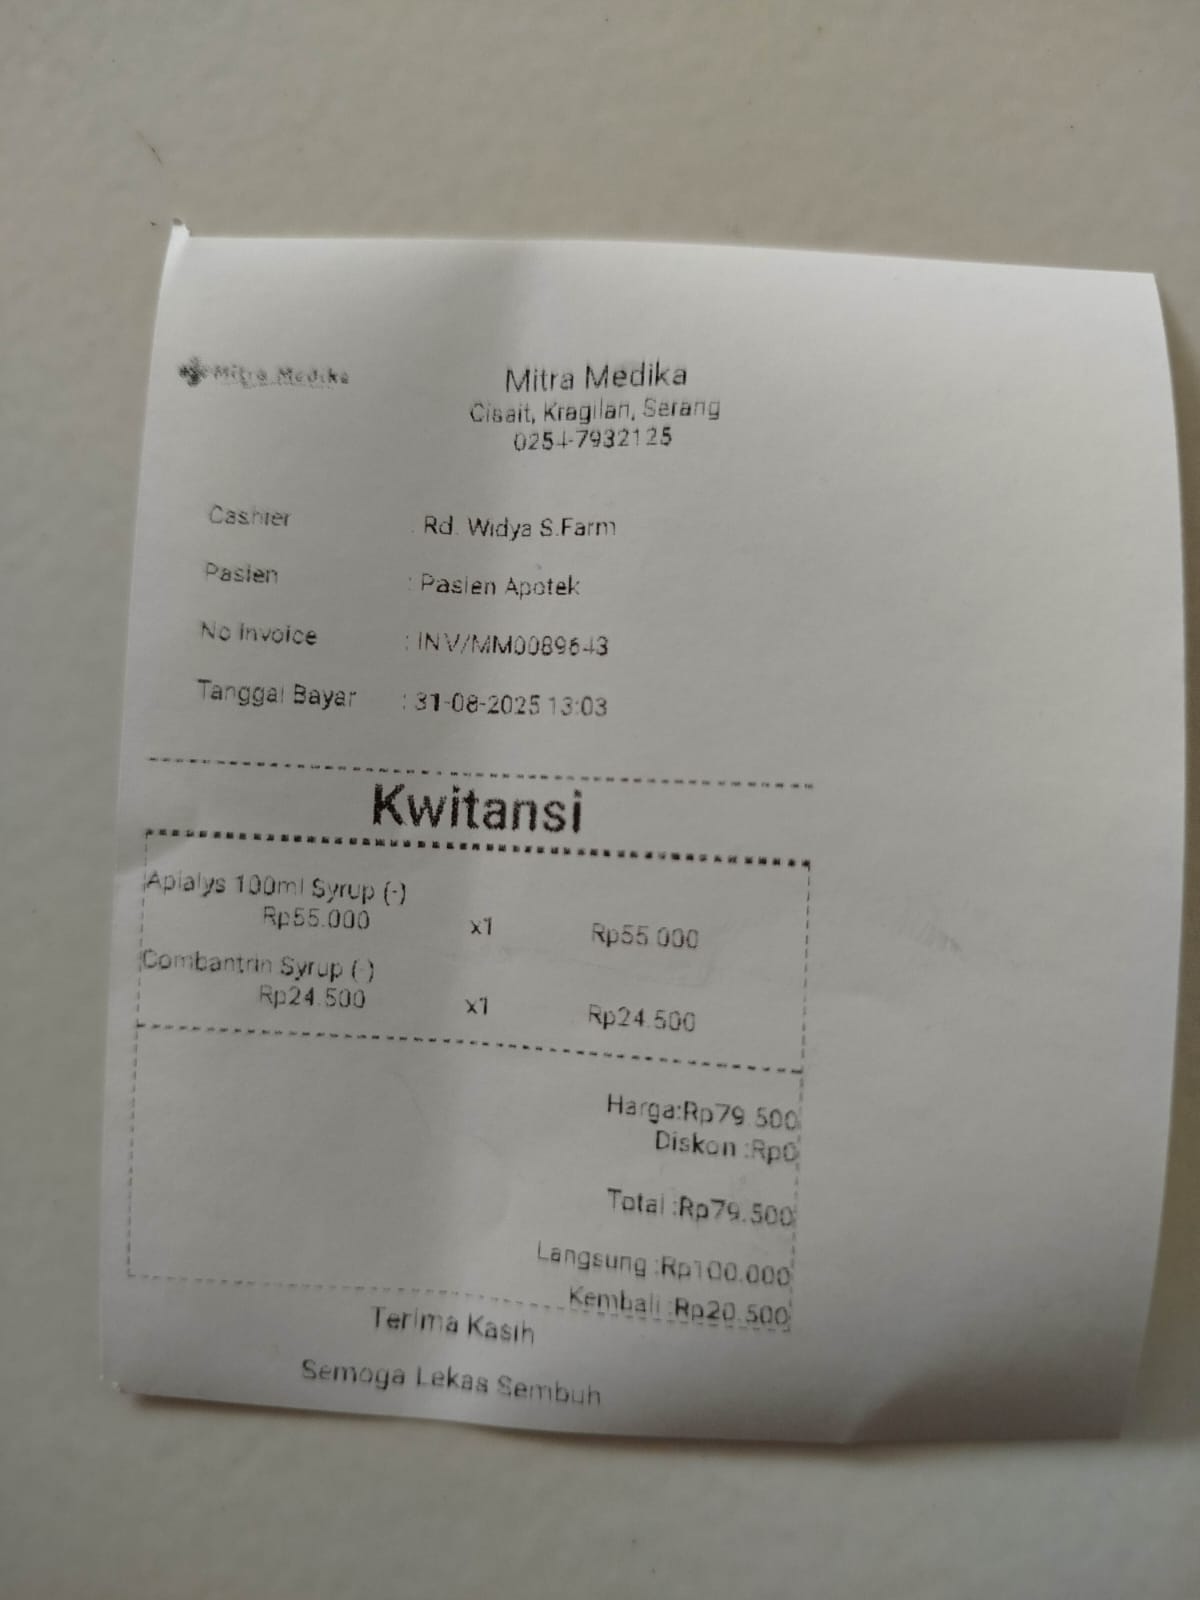 Mitra Medika
Mitra Medika
Cisait, Kragilan, Serang
0254-7932125
Cashier : Rd. Widya S.Farm
Pasien : Pasien Apotek
No Invoice : INV/MM0089643
Tanggal Bayar : 31-08-2025 13:03
Kwitansi
Apialys 100ml Syrup (-)
Rp55.000 x1 Rp55.000
Combantrin Syrup (-)
Rp24.500 x1 Rp24.500
Harga:Rp79.500
Diskon :Rp0
Total :Rp79.500
Langsung :Rp100.000
Kembali :Rp20.500
Terima Kasih
Semoga Lekas Sembuh